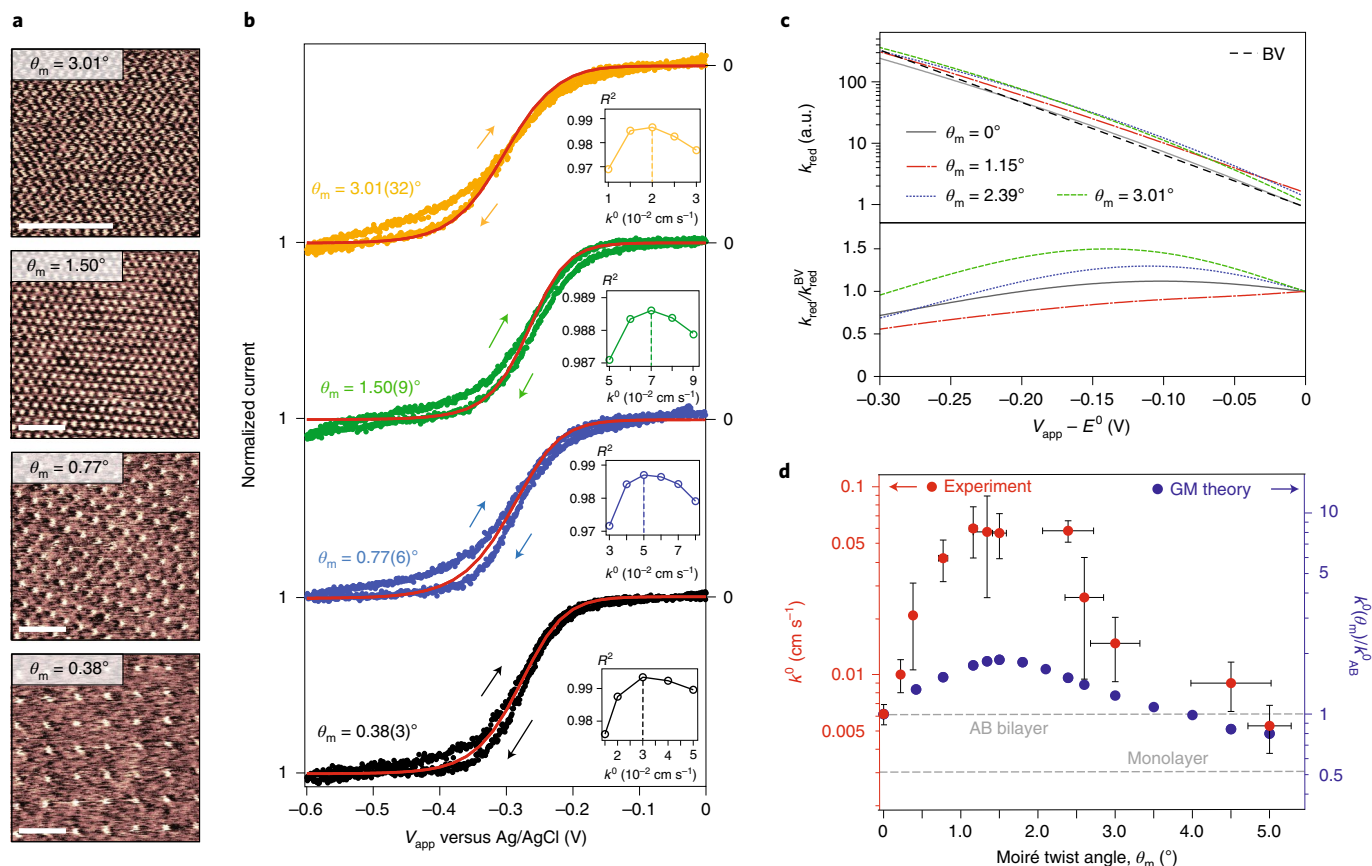 a
θm = 3.01°
θm = 1.50°
θm = 0.77°
θm = 0.38°
b
Normalized current
0
R²
0.99
0.98
0.97
1 2 3
k⁰ (10⁻² cm s⁻¹)
θm = 3.01(32)°
1
0
R²
0.989
0.988
0.987
5 7 9
k⁰ (10⁻² cm s⁻¹)
θm = 1.50(9)°
1
0
R²
0.99
0.98
0.97
3 5 7
k⁰ (10⁻² cm s⁻¹)
θm = 0.77(6)°
1
0
R²
0.99
0.98
2 3 4 5
k⁰ (10⁻² cm s⁻¹)
θm = 0.38(3)°
1
−0.6 −0.5 −0.4 −0.3 −0.2 −0.1 0
Vapp versus Ag/AgCl (V)
c
BV
kred (a.u.)
100
10
1
θm = 0°
θm = 1.15°
θm = 2.39°
θm = 3.01°
kred/kredᴮⱽ
1.5
1.0
0.5
0
−0.30 −0.25 −0.20 −0.15 −0.10 −0.05 0
Vapp – E⁰ (V)
d
Experiment
GM theory
k⁰ (cm s⁻¹)
0.1
0.05
0.01
0.005
AB bilayer
Monolayer
10
5
1
0.5
k⁰(θm)/k⁰AB
0 1.0 2.0 3.0 4.0 5.0
Moiré twist angle, θm (°)